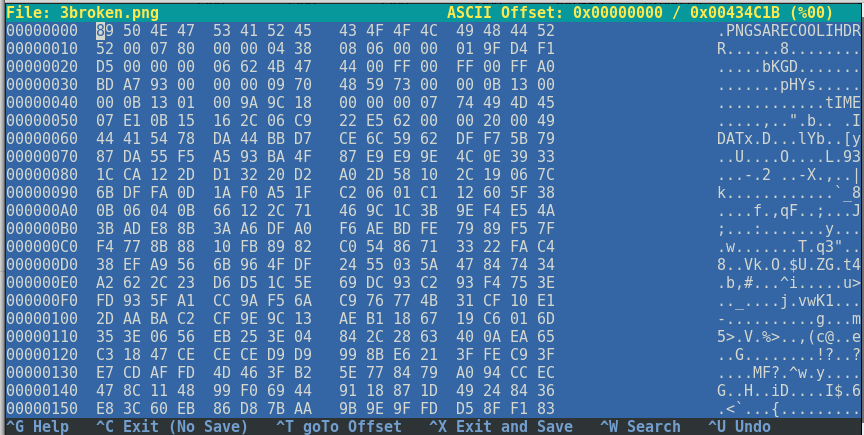 File: 3broken.png ASCII Offset: 0x00000000 / 0x00434C1B (%00)
00000000 89 50 4E 47 53 41 52 45 43 4F 4F 4C 49 48 44 52 .PNGSARECOOLIHDR
00000010 52 00 07 80 00 00 04 38 08 06 00 00 01 9F D4 F1 R......8........
00000020 D5 00 00 00 06 62 4B 47 44 00 FF 00 FF 00 FF A0 .....bKGD.......
00000030 BD A7 93 00 00 00 09 70 48 59 73 00 00 0B 13 00 .......pHYs.....
00000040 00 0B 13 01 00 9A 9C 18 00 00 00 07 74 49 4D 45 ............tIME
00000050 07 E1 0B 15 16 2C 06 C9 22 E5 62 00 00 20 00 49 .....,..".b.. .I
00000060 44 41 54 78 DA 44 BB D7 CE 6C 59 62 DF F7 5B 79 DATx.D...lYb..[y
00000070 87 DA 55 F5 A5 93 BA 4F 87 E9 E9 9E 4C 0E 39 33 ..U....O....L.93
00000080 1C CA 12 2D D1 32 20 D2 A0 2D 58 10 2C 19 06 7C ...-.2 ..-X.,..|
00000090 6B DF FA 0D 1A F0 A5 1F C2 06 01 C1 12 60 5F 38 k............`_8
000000A0 0B 06 04 0B 66 12 2C 71 46 9C 1C 3B 9E F4 E5 4A ....f.,qF..;...J
000000B0 3B AD E8 8B 3A A6 DF A0 F6 AE BD FE 79 89 F5 7F ;...:.......y...
000000C0 F4 77 8B 88 10 FB 89 82 C0 54 86 71 33 22 FA C4 .w.......T.q3"..
000000D0 38 EF A9 56 6B 96 4F DF 24 55 03 5A 47 84 74 34 8..Vk.O.$U.ZG.t4
000000E0 A2 62 2C 23 D6 D5 1C 5E 69 DC 93 C2 93 F4 75 3E .b,#...^i.....u>
000000F0 FD 93 5F A1 CC 9A F5 6A C9 76 77 4B 31 CF 10 E1 .._....j.vwK1...
00000100 2D AA BA C2 CF 9E 9C 13 AE B1 18 67 19 C6 01 6D -..........g...m
00000110 35 3E 06 56 EB 25 3E 04 84 2C 28 63 40 0A EA 65 5>.V.%>..,(c@..e
00000120 C3 18 47 CE CE CE D9 D9 99 8B E6 21 3F FE C9 3F ..G........!?..?
00000130 E7 CD AF FD 4D 46 3F B2 5E 77 84 79 A0 94 CC EC ....MF?.^w.y....
00000140 47 8C 11 48 99 F0 69 44 91 18 87 1D 49 24 84 36 G..H..iD....I$.6
00000150 E8 3C 60 EB 86 D8 7B AA 9B 9E 9F FD D5 8F F1 83 .<`...{.........
^G Help ^C Exit (No Save) ^T goTo Offset ^X Exit and Save ^W Search ^U Undo